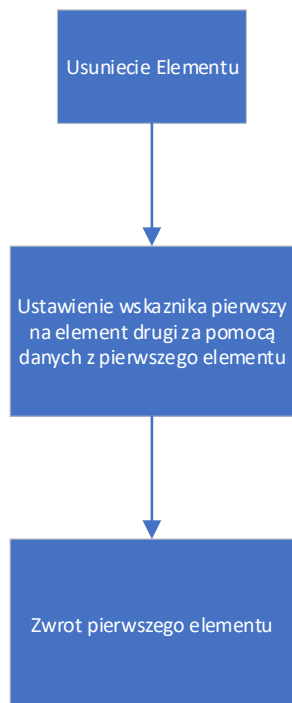 Usuniecie Elementu
Ustawienie wskaznika pierwszy
na element drugi za pomocą
danych z pierwszego elementu
Zwrot pierwszego elementu